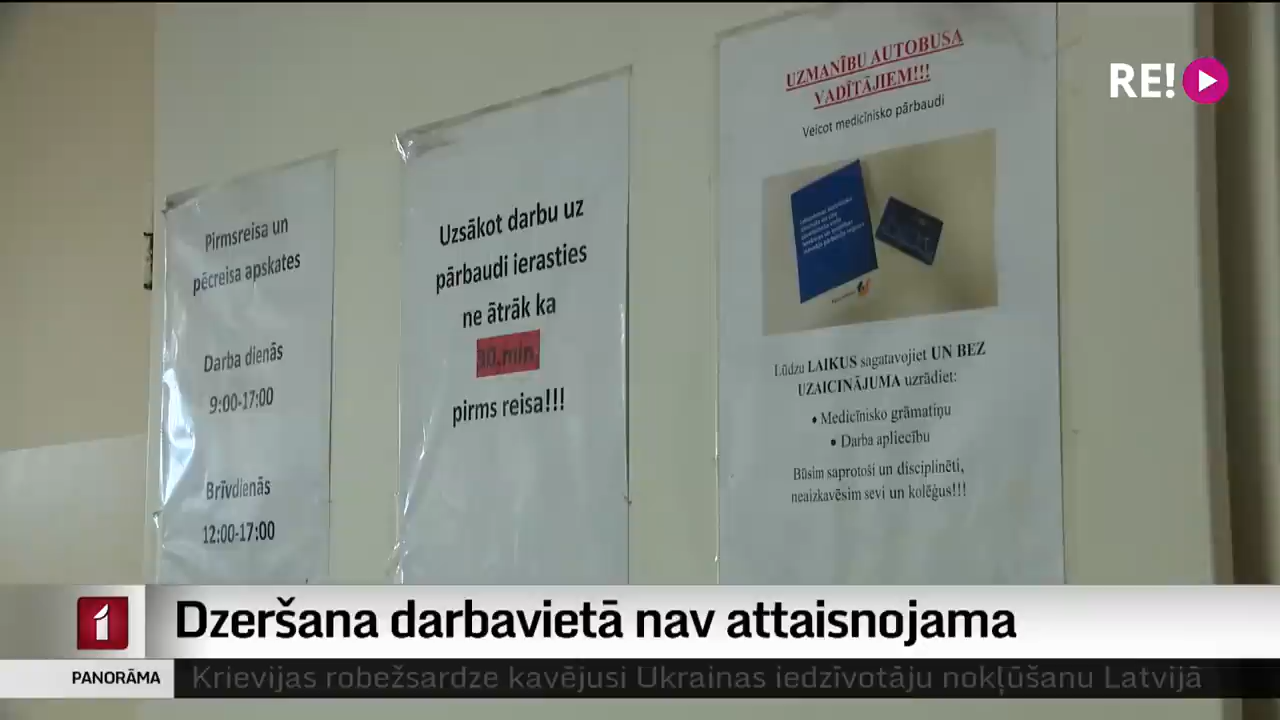 RE!
Pirmsreisa un
pēcreisa apskates
Darba dienās
9:00-17:00
Brīvdienās
12:00-17:00
Uzsākot darbu uz
pārbaudi ierasties
ne ātrāk ka
30.min.
pirms reisa!!!
UZMANĪBU AUTOBUSA
VADĪTĀJIEM!!!
Veicot medicīnisko pārbaudi
Lūdzu LAIKUS sagatavojiet UN BEZ
UZAICINĀJUMA uzrādiet:
• Medicīnisko grāmatiņu
• Darba apliecību
Būsim saprotoši un disciplinēti,
neaizkavēsim sevi un kolēģus!!!
1 Dzeršana darbavietā nav attaisnojama
PANORĀMA Krievijas robežsardze kavējusi Ukrainas iedzīvotāju nokļūšanu Latvijā